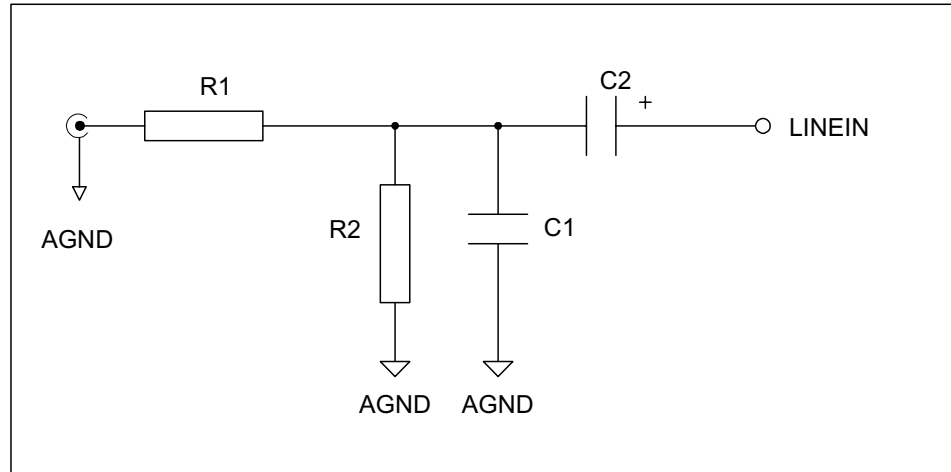 R1
C2
+
LINEIN
AGND
R2
C1
AGND
AGND